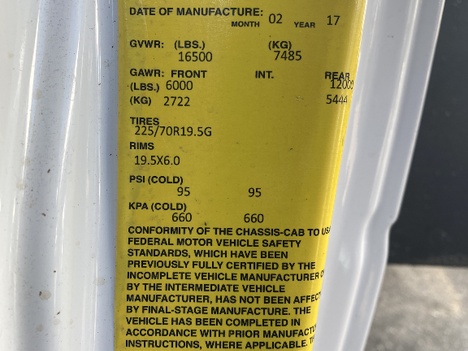 DATE OF MANUFACTURE:
MONTH 02 YEAR 17
GVWR: (LBS.) (KG)
16500 7485
GAWR: FRONT INT. REAR
(LBS.) 6000
(KG) 2722 5444
TIRES
225/70R19.5G
RIMS
19.5X6.0
PSI (COLD)
95 95
KPA (COLD)
660 660
CONFORMITY OF THE CHASSIS-CAB TO
FEDERAL MOTOR VEHICLE SAFETY
STANDARDS, WHICH HAVE BEEN
PREVIOUSLY FULLY CERTIFIED BY THE
INCOMPLETE VEHICLE MANUFACTURER
BY THE INTERMEDIATE VEHICLE
MANUFACTURER, HAS NOT BEEN
BY FINAL-STAGE MANUFACTURE. THE
VEHICLE HAS BEEN COMPLETED IN
ACCORDANCE WITH PRIOR
INSTRUCTIONS, WHERE APPLICABLE.